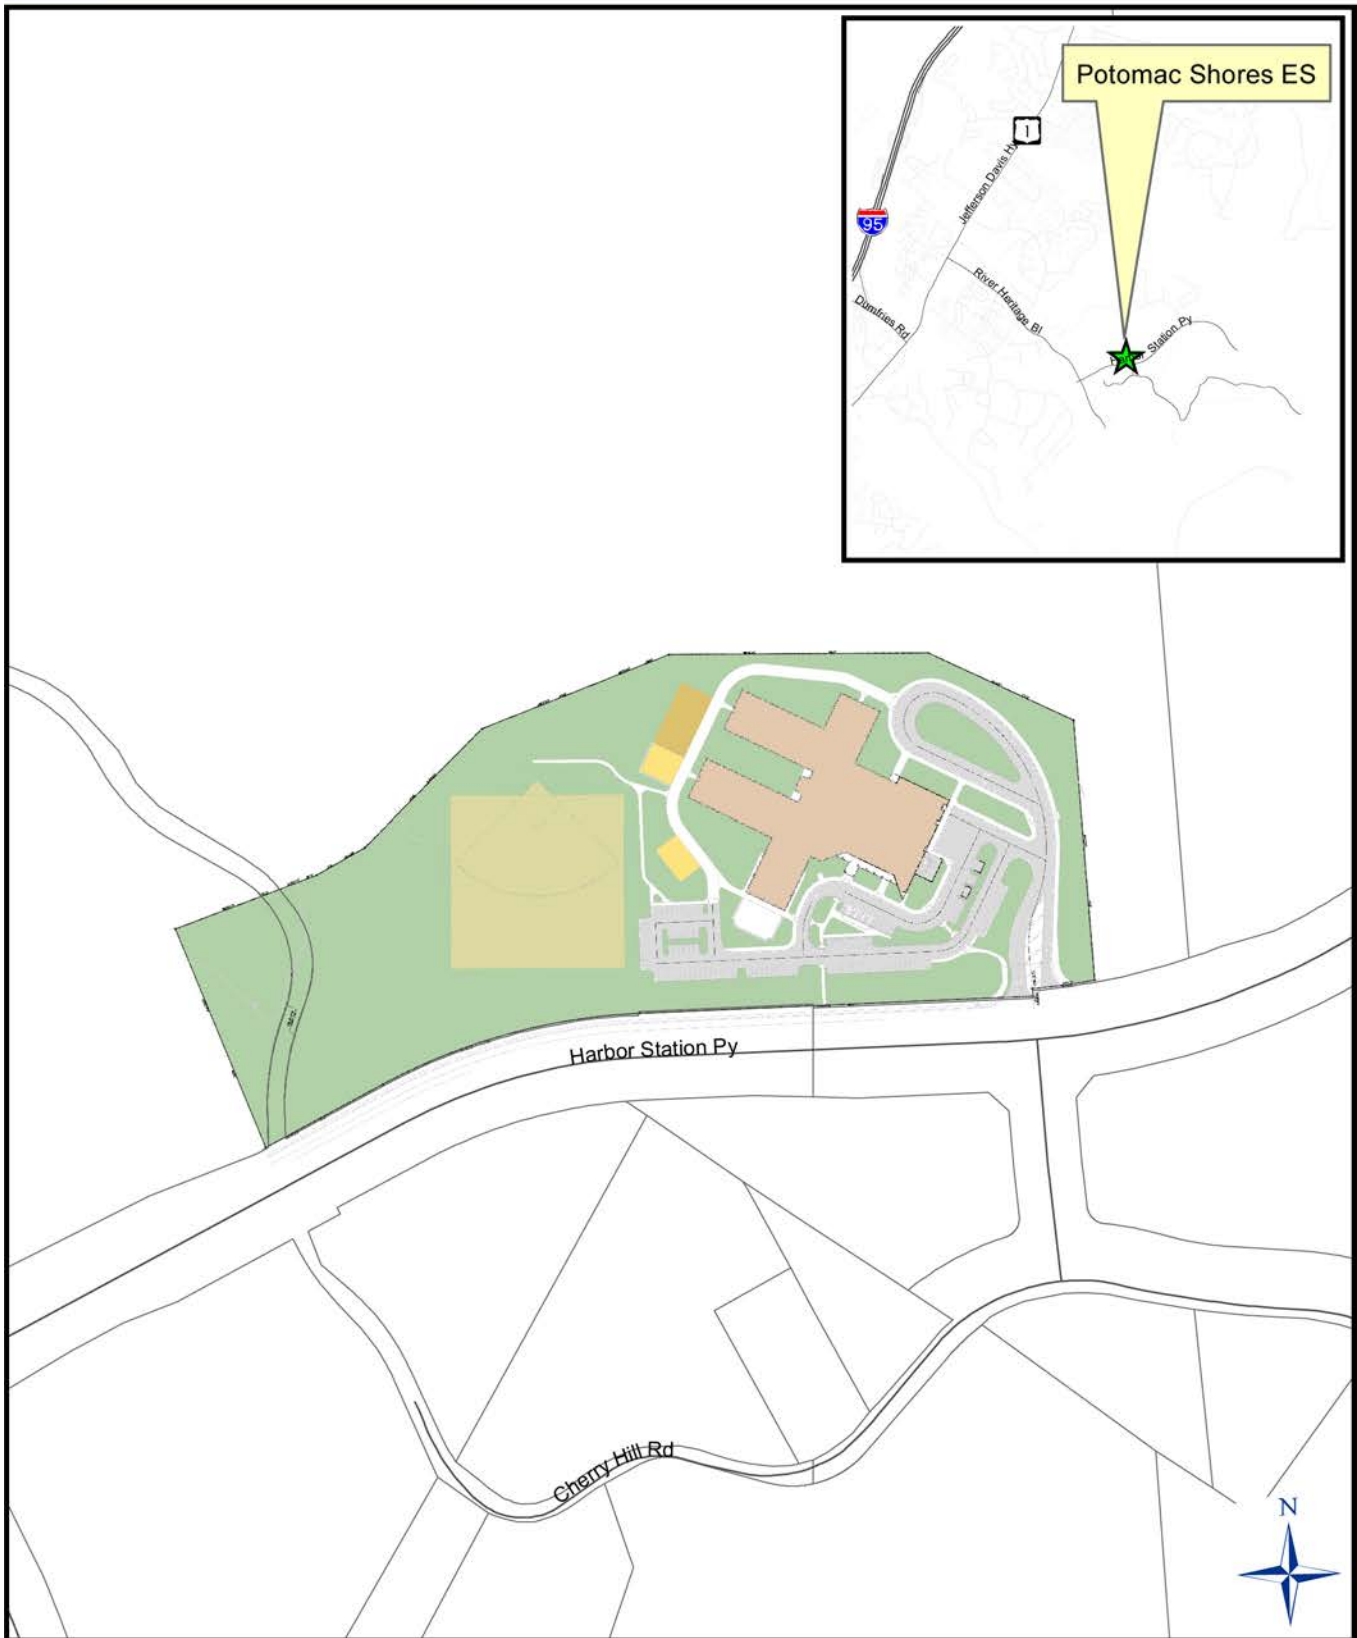 Potomac Shores ES
1
Jefferson Davis Hy
95
River Heritage Bl
Dumfries Rd
Station Py
Harbor Station Py
Cherry Hill Rd
N